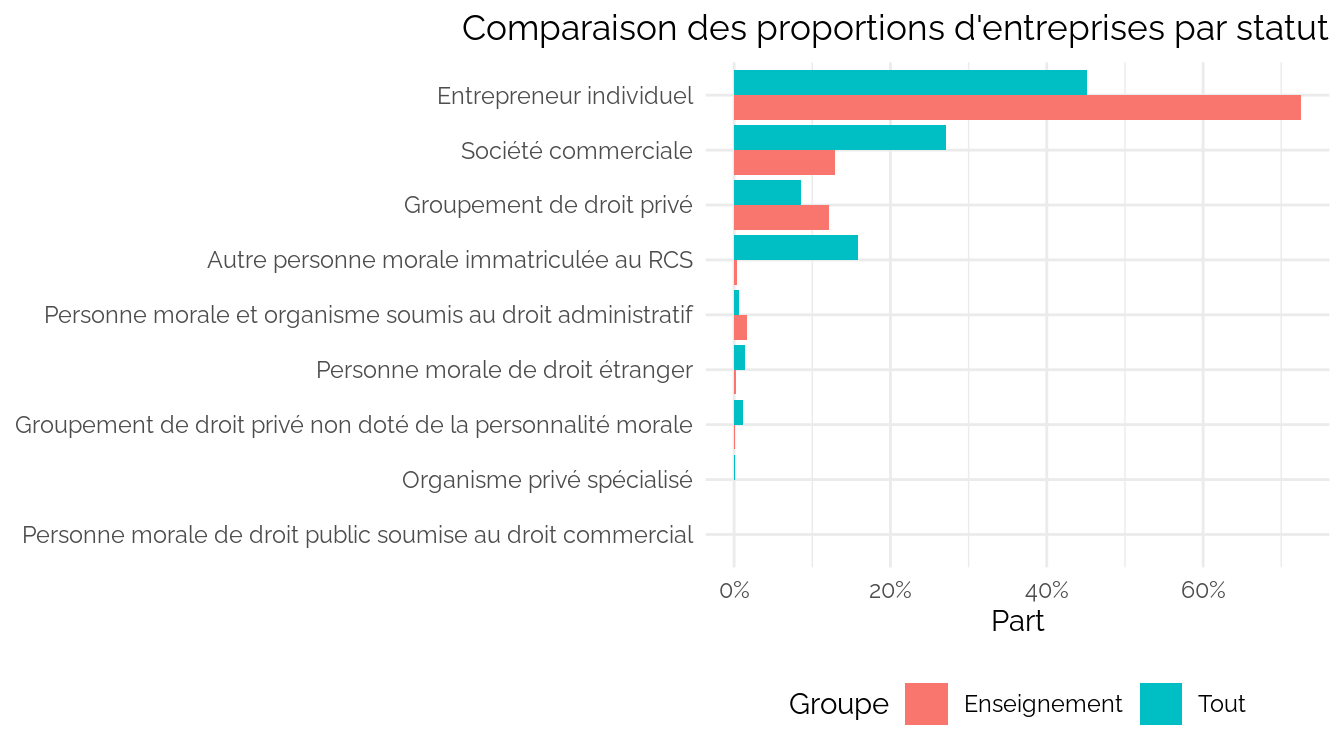 Comparaison des proportions d'entreprises par statut
Entrepreneur individuel
Société commerciale
Groupement de droit privé
Autre personne morale immatriculée au RCS
Personne morale et organisme soumis au droit administratif
Personne morale de droit étranger
Groupement de droit privé non doté de la personnalité morale
Organisme privé spécialisé
Personne morale de droit public soumise au droit commercial
0% 20% 40% 60%
Part
Groupe Enseignement Tout